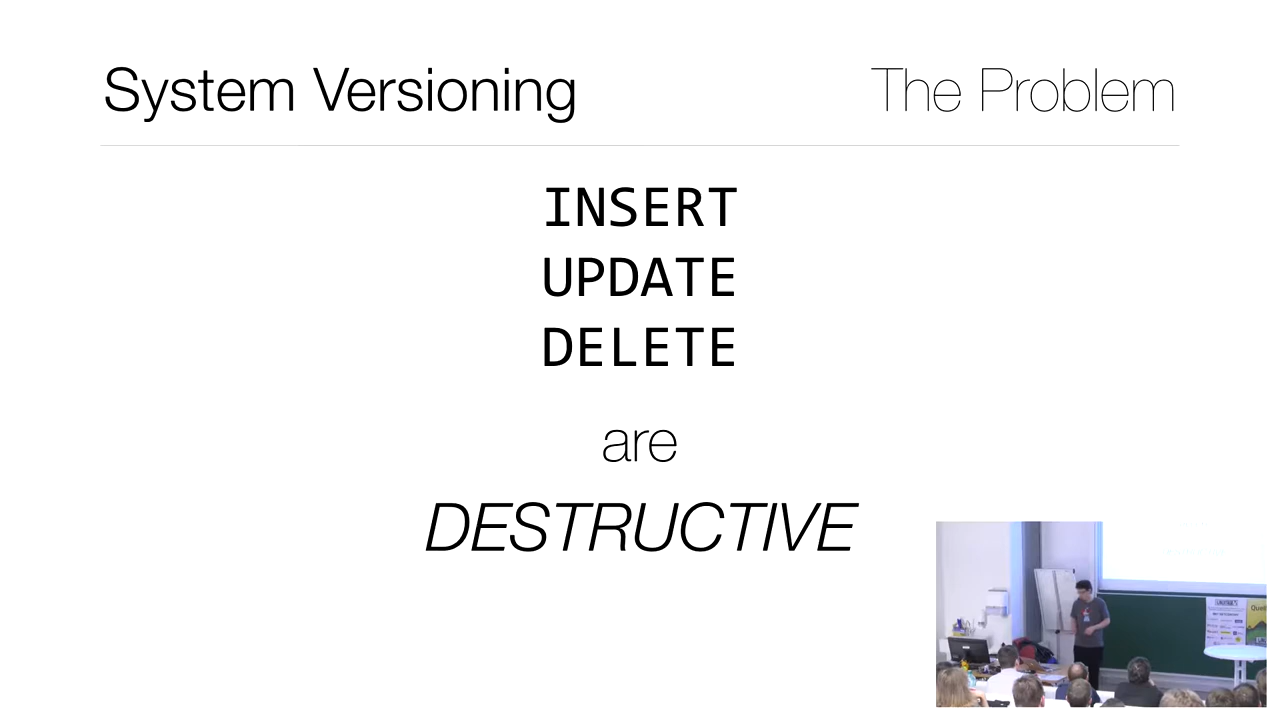 System Versioning
The Problem
INSERT
UPDATE
DELETE
are
DESTRUCTIVE